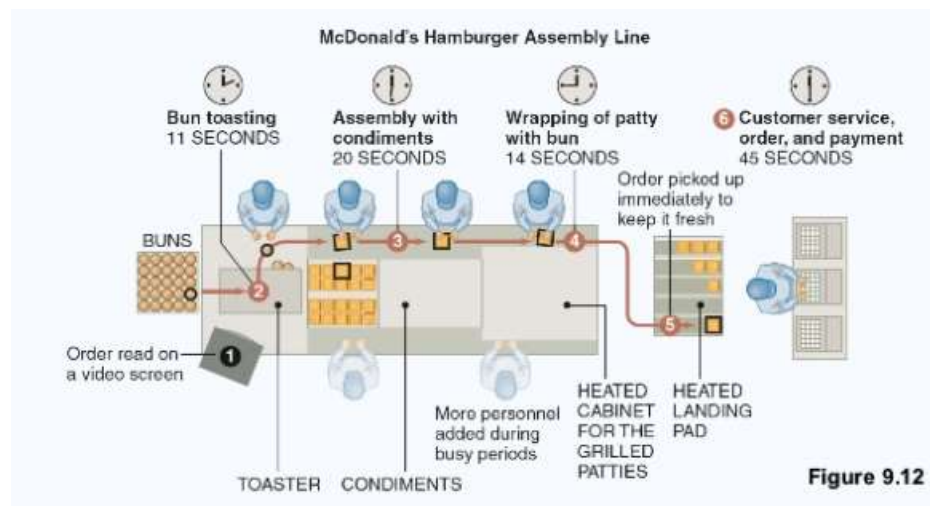 McDonald's Hamburger Assembly Line
Bun toasting
11 SECONDS
Assembly with
condiments
20 SECONDS
Wrapping of patty
with bun
14 SECONDS
6 Customer service,
order, and payment
45 SECONDS
Order picked up
immediately to
keep it fresh
BUNS
2
3
4
5
1
Order read on
a video screen
More personnel
added during
busy periods
HEATED
CABINET
FOR THE
GRILLED
PATTIES
HEATED
LANDING
PAD
TOASTER
CONDIMENTS
Figure 9.12